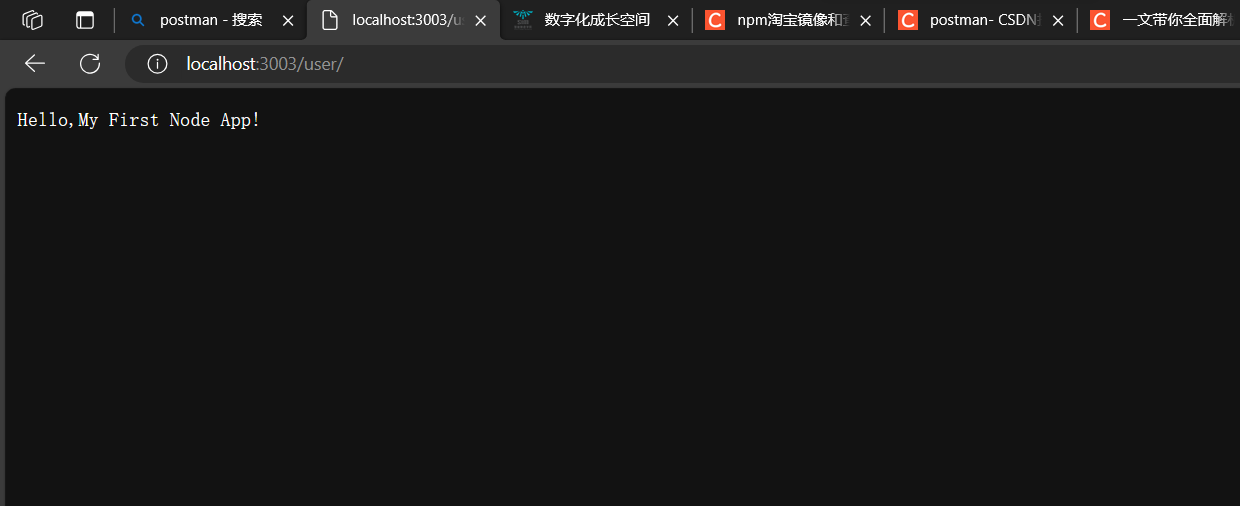 postman - 搜索
localhost:3003/u
数字化成长空间
npm淘宝镜像和
postman- CSDN
一文带你全面解
localhost:3003/user/
Hello,My First Node App!